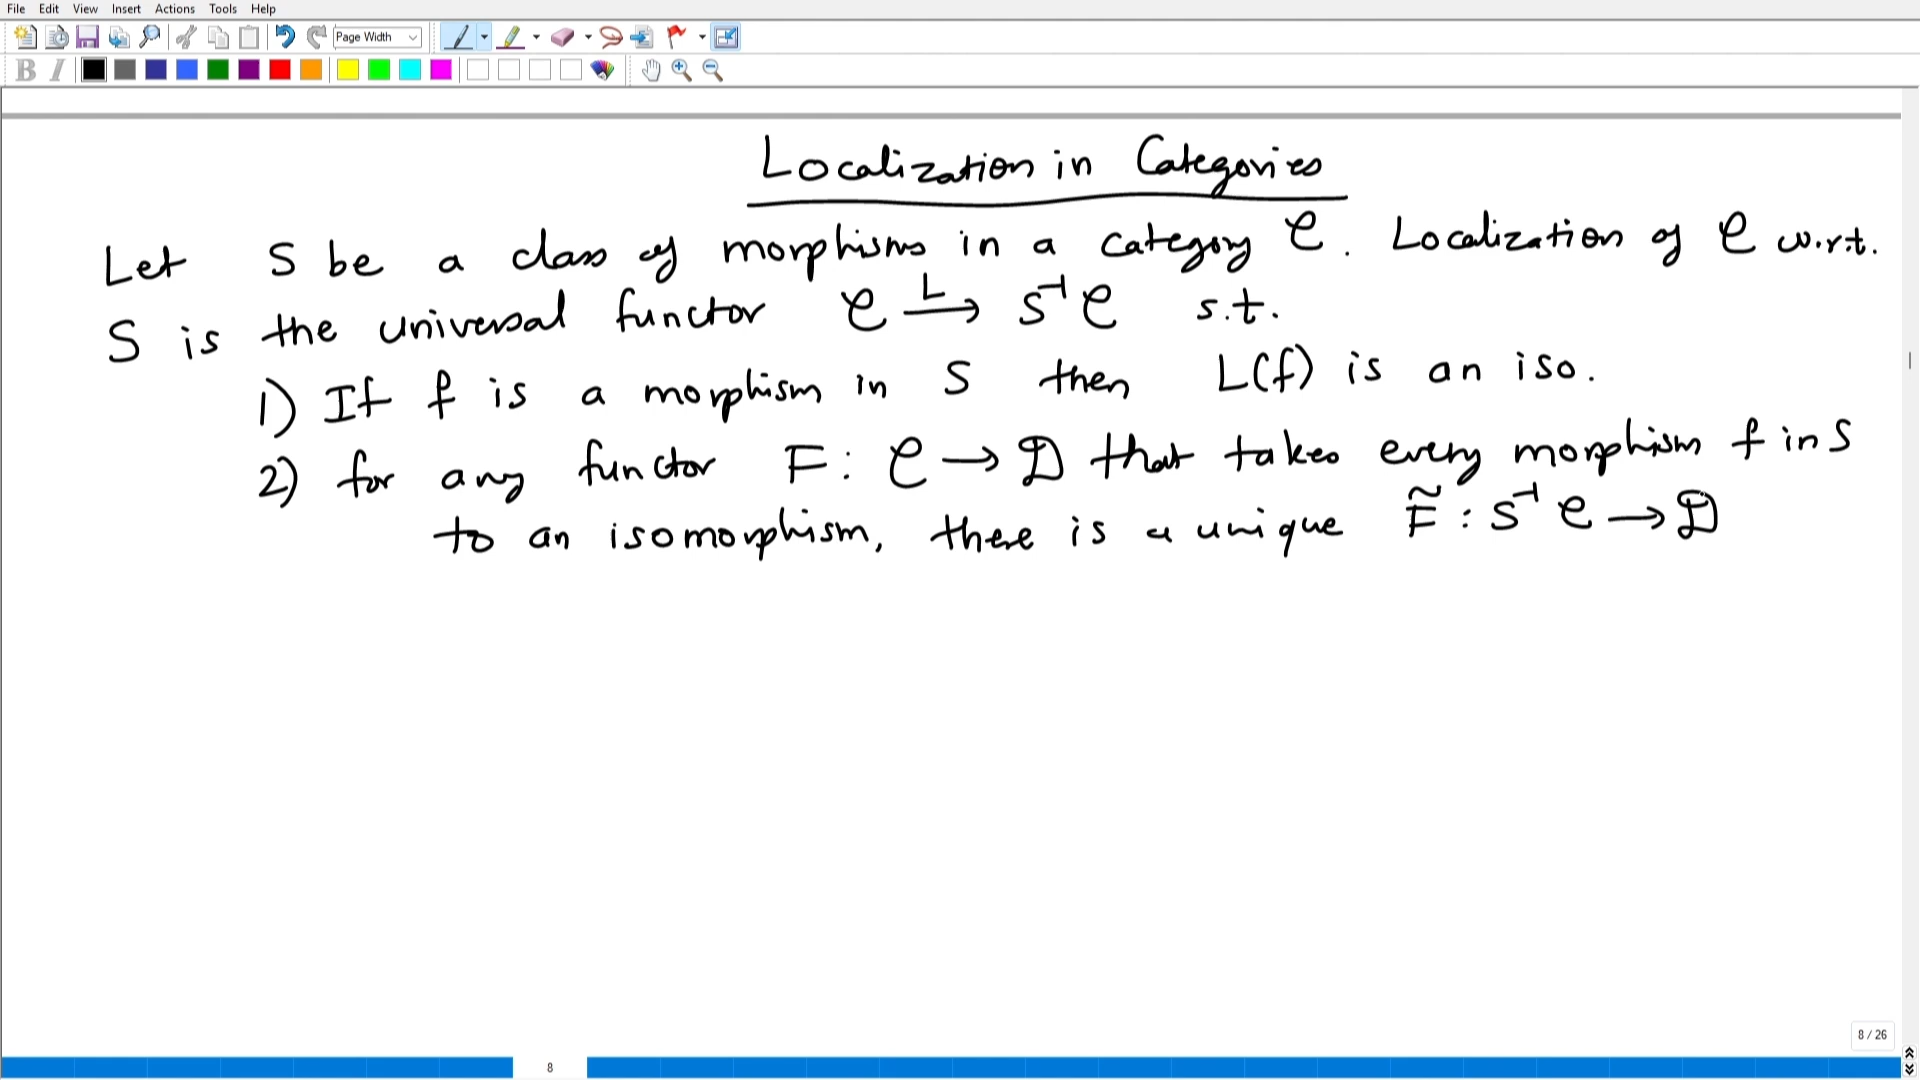 File Edit View Insert Actions Tools Help
Page Width
B I
Localization in Categories
Let S be a class of morphisms in a category C. Localization of C w.r.t.
S is the universal functor C →^L S⁻¹C s.t.
1) If f is a morphism in S then L(f) is an iso.
2) for any functor F : C → D that takes every morphism f in S
to an isomorphism, there is a unique F̃ : S⁻¹C → D
8 / 26
8